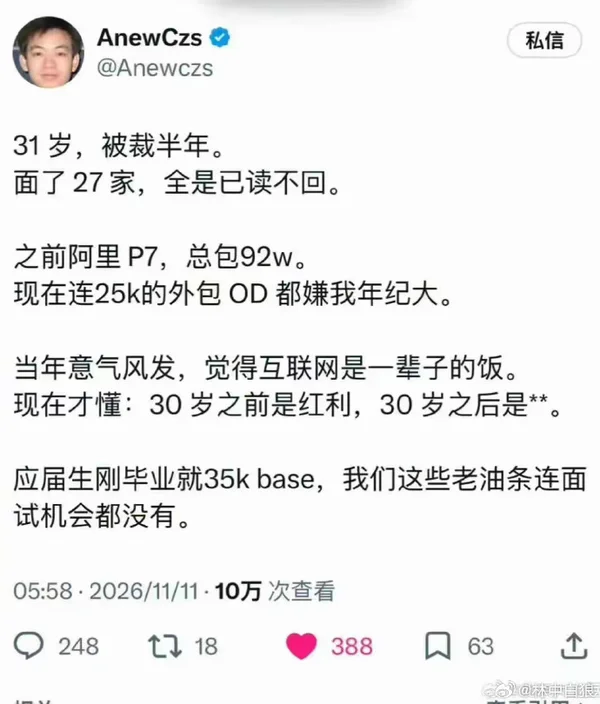 AnewCzs
私信
@Anewczs
31 岁，被裁半年。
面了 27 家，全是已读不回。
之前阿里 P7，总包92w。
现在连25k的外包 OD 都嫌我年纪大。
当年意气风发，觉得互联网是一辈子的饭。
现在才懂：30 岁之前是红利，30 岁之后是**。
应届生刚毕业就35k base，我们这些老油条连面
试机会都没有。
05:58 · 2026/11/11 · 10万 次查看
248 18 388 63
@林中白狼